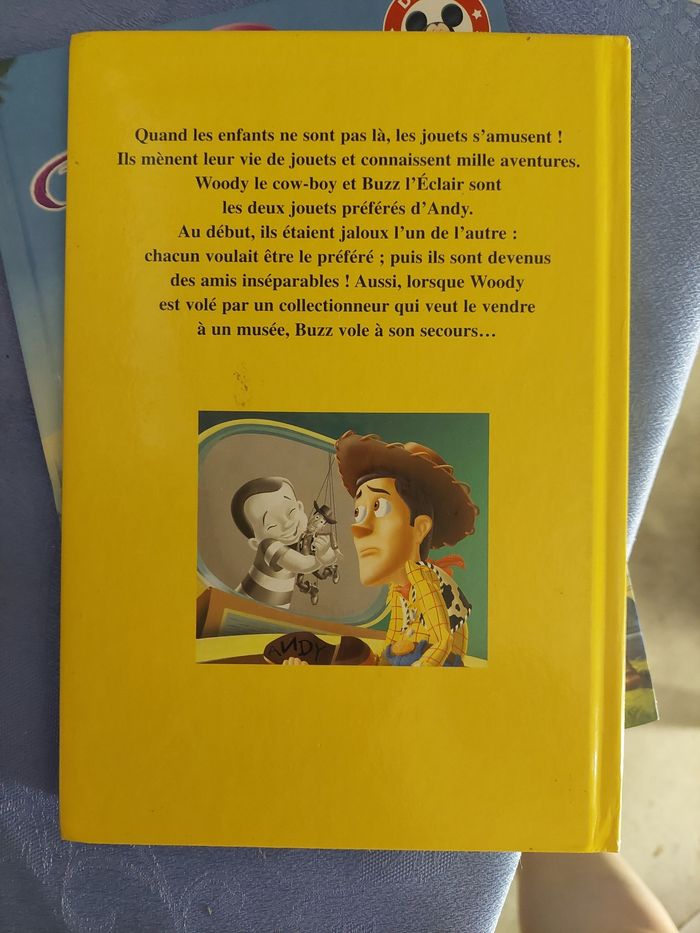 Quand les enfants ne sont pas là, les jouets s'amusent !
Ils mènent leur vie de jouets et connaissent mille aventures.
Woody le cow-boy et Buzz l'Éclair sont
les deux jouets préférés d'Andy.
Au début, ils étaient jaloux l'un de l'autre :
chacun voulait être le préféré ; puis ils sont devenus
des amis inséparables ! Aussi, lorsque Woody
est volé par un collectionneur qui veut le vendre
à un musée, Buzz vole à son secours…
ANDY